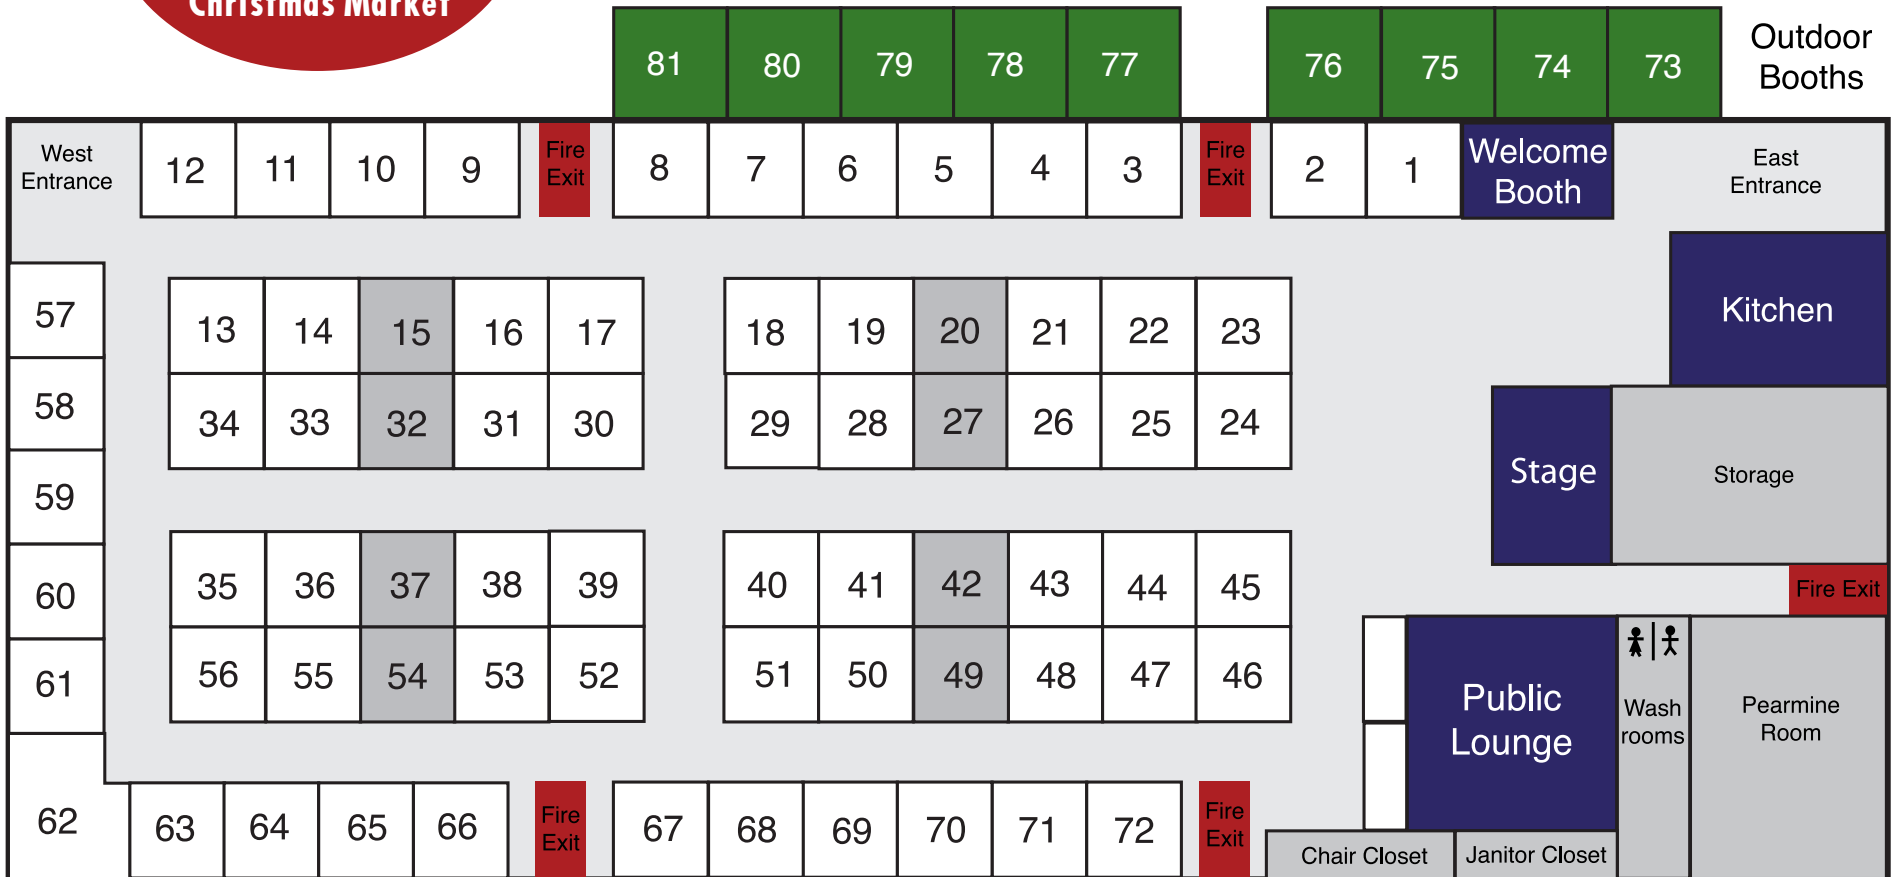 Christmas Market
81 80 79 78 77 76 75 74 73
Outdoor
Booths
West
Entrance
12 11 10 9
Fire
Exit
8 7 6 5 4 3
Fire
Exit
2 1
Welcome
Booth
East
Entrance
57
58
59
60
61
62
13 14 15 16 17
34 33 32 31 30
18 19 20 21 22 23
29 28 27 26 25 24
Kitchen
Stage
Storage
35 36 37 38 39
56 55 54 53 52
40 41 42 43 44 45
51 50 49 48 47 46
Fire Exit
Public
Lounge
Wash
rooms
Pearmine
Room
63 64 65 66
Fire
Exit
67 68 69 70 71 72
Fire
Exit
Chair Closet
Janitor Closet